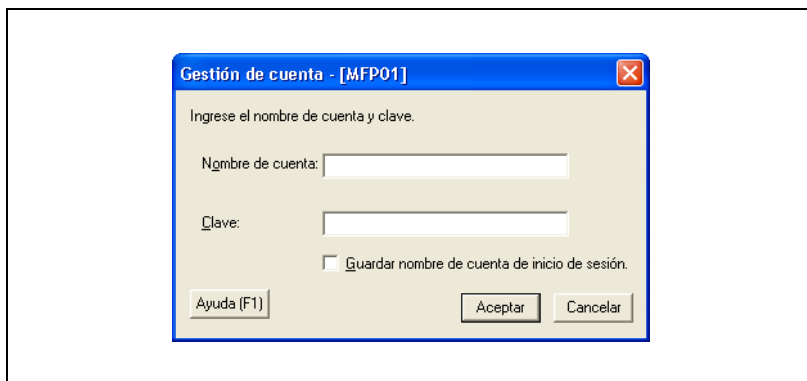 Gestión de cuenta - [MFP01]
Ingrese el nombre de cuenta y clave.
Nombre de cuenta:
Clave:
Guardar nombre de cuenta de inicio de sesión.
Ayuda (F1) Aceptar Cancelar